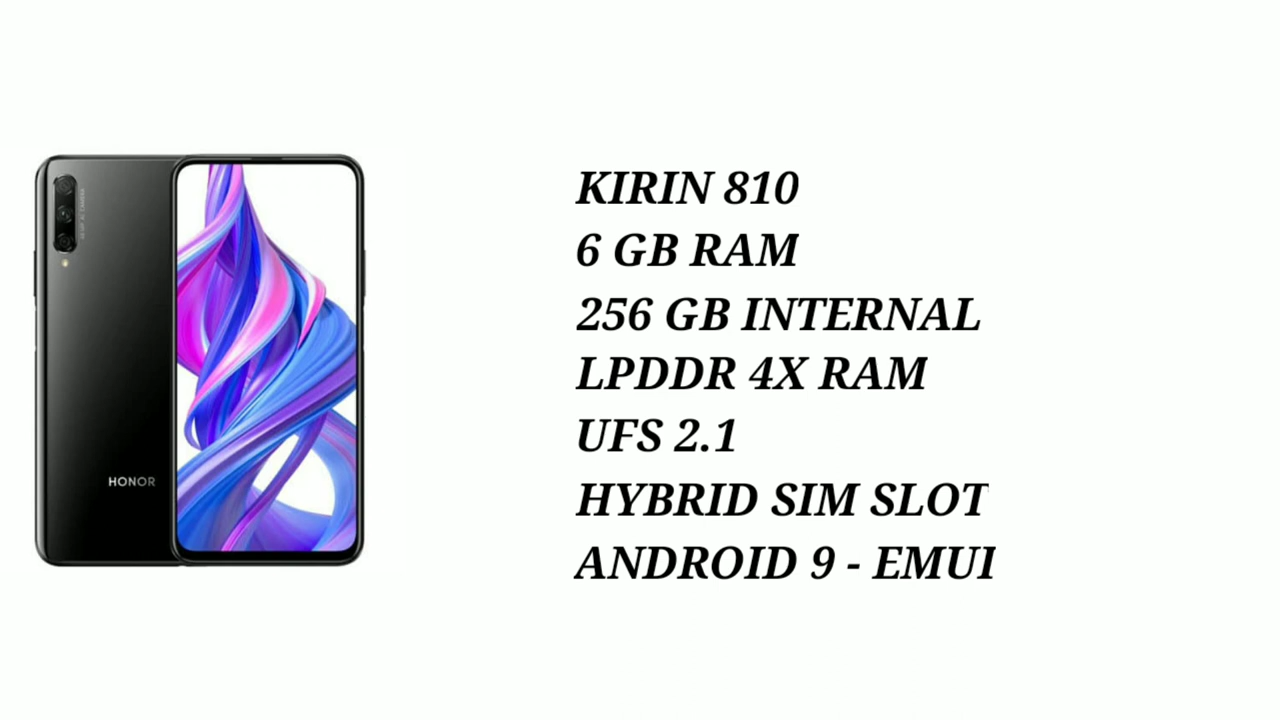 HONOR
KIRIN 810
6 GB RAM
256 GB INTERNAL
LPDDR 4X RAM
UFS 2.1
HYBRID SIM SLOT
ANDROID 9 - EMUI